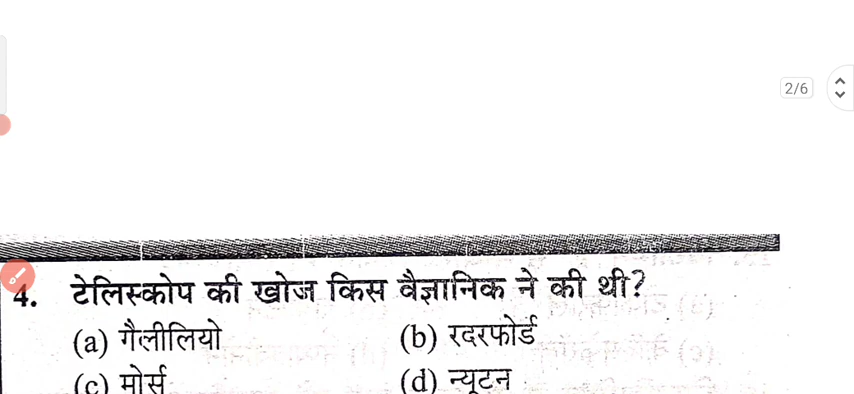 2/6
4. टेलिस्कोप की खोज किस वैज्ञानिक ने की थी?
(a) गैलीलियो (b) रदरफोर्ड
(c) मोर्स (d) न्यूटन